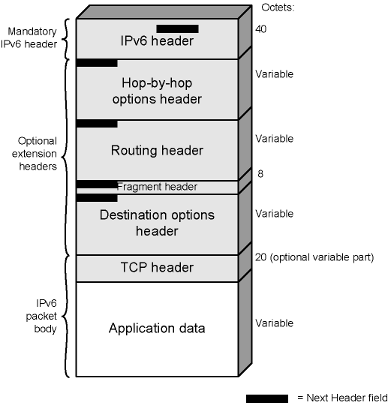 Octets:
Mandatory
IPv6 header
IPv6 header
40
Hop-by-hop
options header
Variable
Optional
extension
headers
Routing header
Variable
Fragment header
8
Destination options
header
Variable
TCP header
20 (optional variable part)
IPv6
packet
body
Application data
Variable
= Next Header field